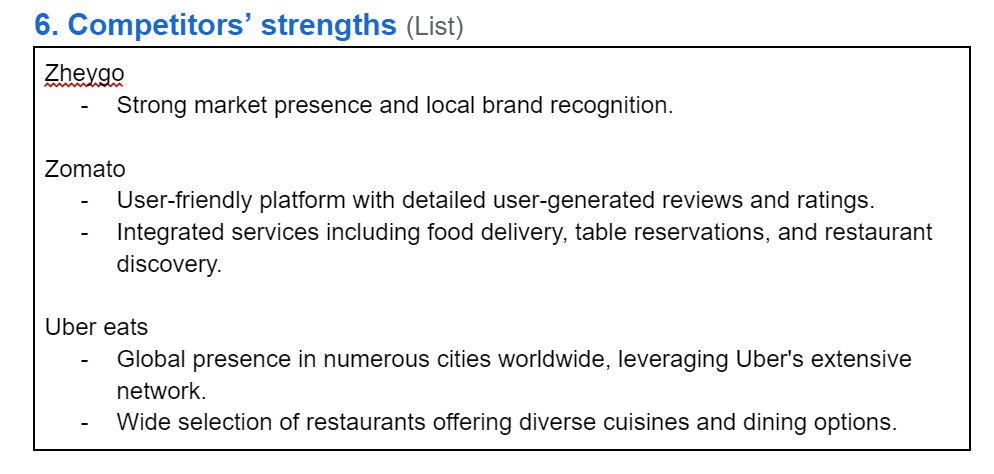 6. Competitors’ strengths (List)
Zheygo
- Strong market presence and local brand recognition.
Zomato
- User-friendly platform with detailed user-generated reviews and ratings.
- Integrated services including food delivery, table reservations, and restaurant
discovery.
Uber eats
- Global presence in numerous cities worldwide, leveraging Uber's extensive
network.
- Wide selection of restaurants offering diverse cuisines and dining options.